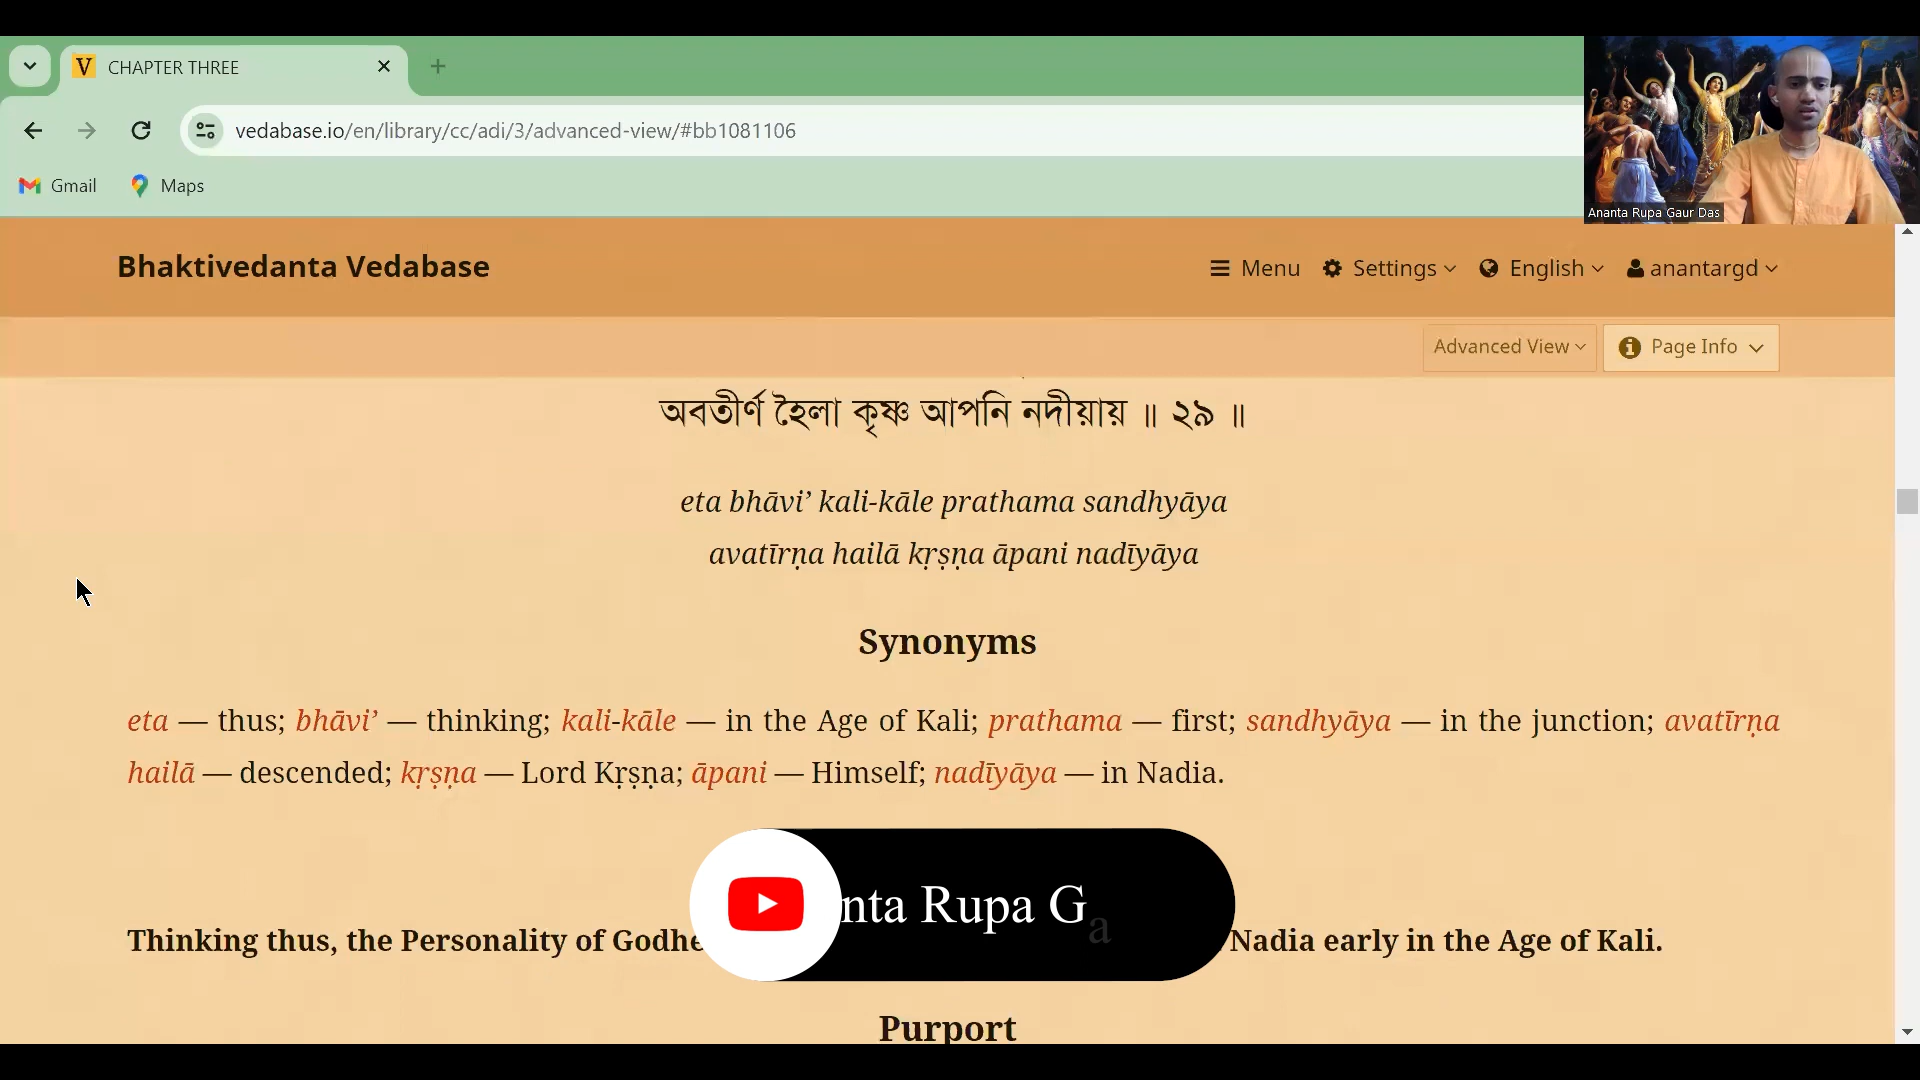 CHAPTER THREE
vedabase.io/en/library/cc/adi/3/advanced-view/#bb1081106
Gmail Maps
Ananta Rupa Gaur Das
Bhaktivedanta Vedabase Menu Settings English anantargd
Advanced View Page Info
অবতীর্ণ হৈলা কৃষ্ণ আপনি নদীয়ায় ॥ ২৯ ॥
eta bhāvi’ kali-kāle prathama sandhyāya
avatīrṇa hailā kṛṣṇa āpani nadīyāya
Synonyms
eta — thus; bhāvi’ — thinking; kali-kāle — in the Age of Kali; prathama — first; sandhyāya — in the junction; avatīrṇa
hailā — descended; kṛṣṇa — Lord Kṛṣṇa; āpani — Himself; nadīyāya — in Nadia.
nta Rupa Ga
Thinking thus, the Personality of Godhe Nadia early in the Age of Kali.
Purport